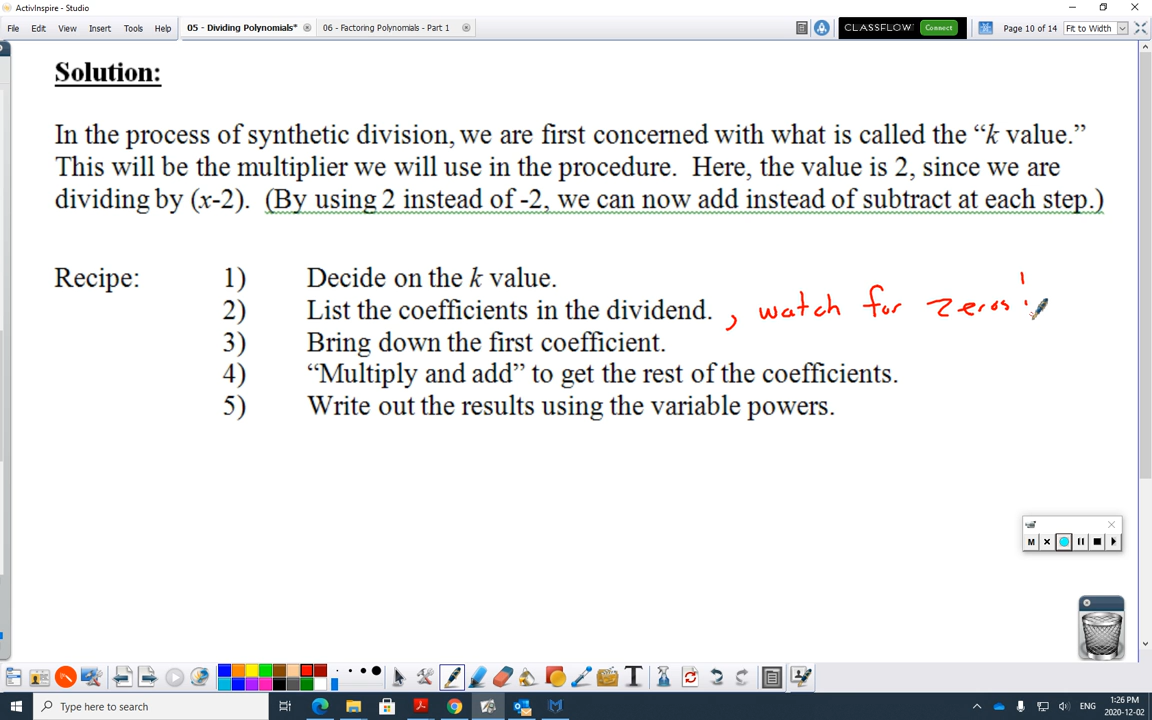 ActivInspire - Studio
File Edit View Insert Tools Help 05 - Dividing Polynomials* 06 - Factoring Polynomials - Part 1 CLASSFLOW Connect Page 10 of 14 Fit to Width
Solution:
In the process of synthetic division, we are first concerned with what is called the “k value.”
This will be the multiplier we will use in the procedure. Here, the value is 2, since we are
dividing by (x-2). (By using 2 instead of -2, we can now add instead of subtract at each step.)
Recipe: 1) Decide on the k value.
2) List the coefficients in the dividend. , watch for zeros!
3) Bring down the first coefficient.
4) “Multiply and add” to get the rest of the coefficients.
5) Write out the results using the variable powers.
M
T
Type here to search
ENG
1:26 PM
2020-12-02